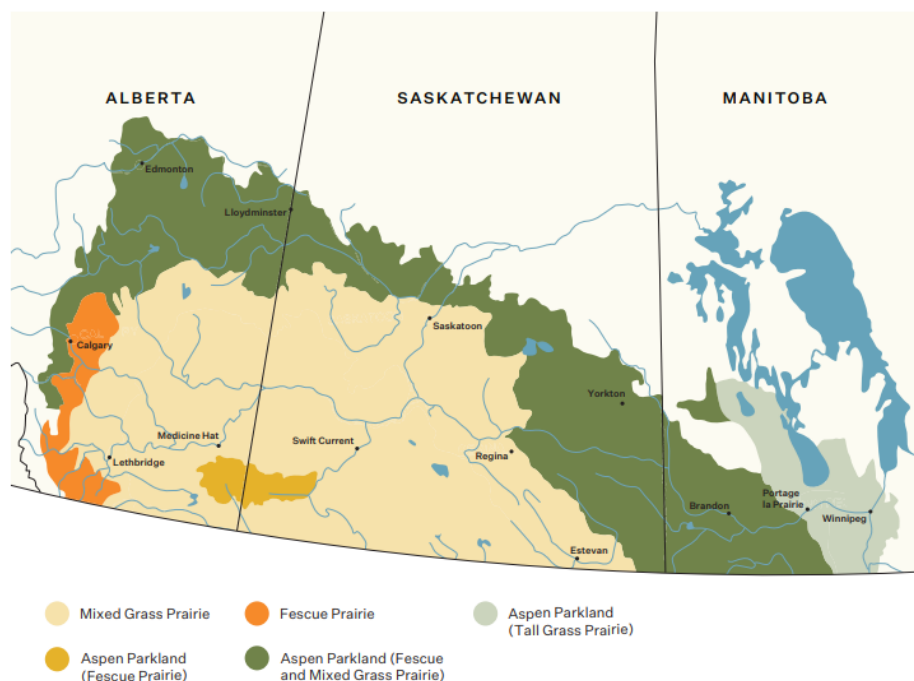 ALBERTA
SASKATCHEWAN
MANITOBA
Edmonton
Lloydminster
Saskatoon
Calgary
Yorkton
Medicine Hat
Swift Current
Lethbridge
Regina
Portage
la Prairie
Brandon
Winnipeg
Estevan
Mixed Grass Prairie
Fescue Prairie
Aspen Parkland
(Tall Grass Prairie)
Aspen Parkland
(Fescue Prairie)
Aspen Parkland (Fescue
and Mixed Grass Prairie)